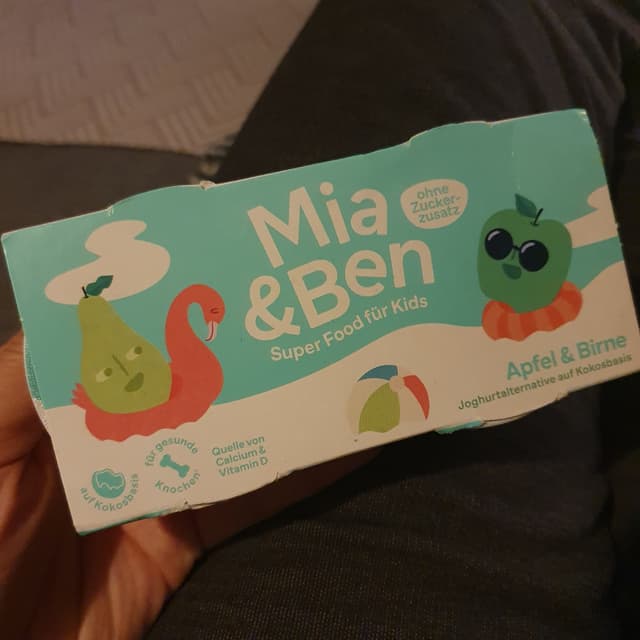 Mia
&Ben
Super Food für Kids
ohne
Zucker-
zusatz
Apfel & Birne
Joghurtalternative auf Kokosbasis
auf Kokosbasis
für gesunde
Knochen
Quelle von
Calcium &
Vitamin D